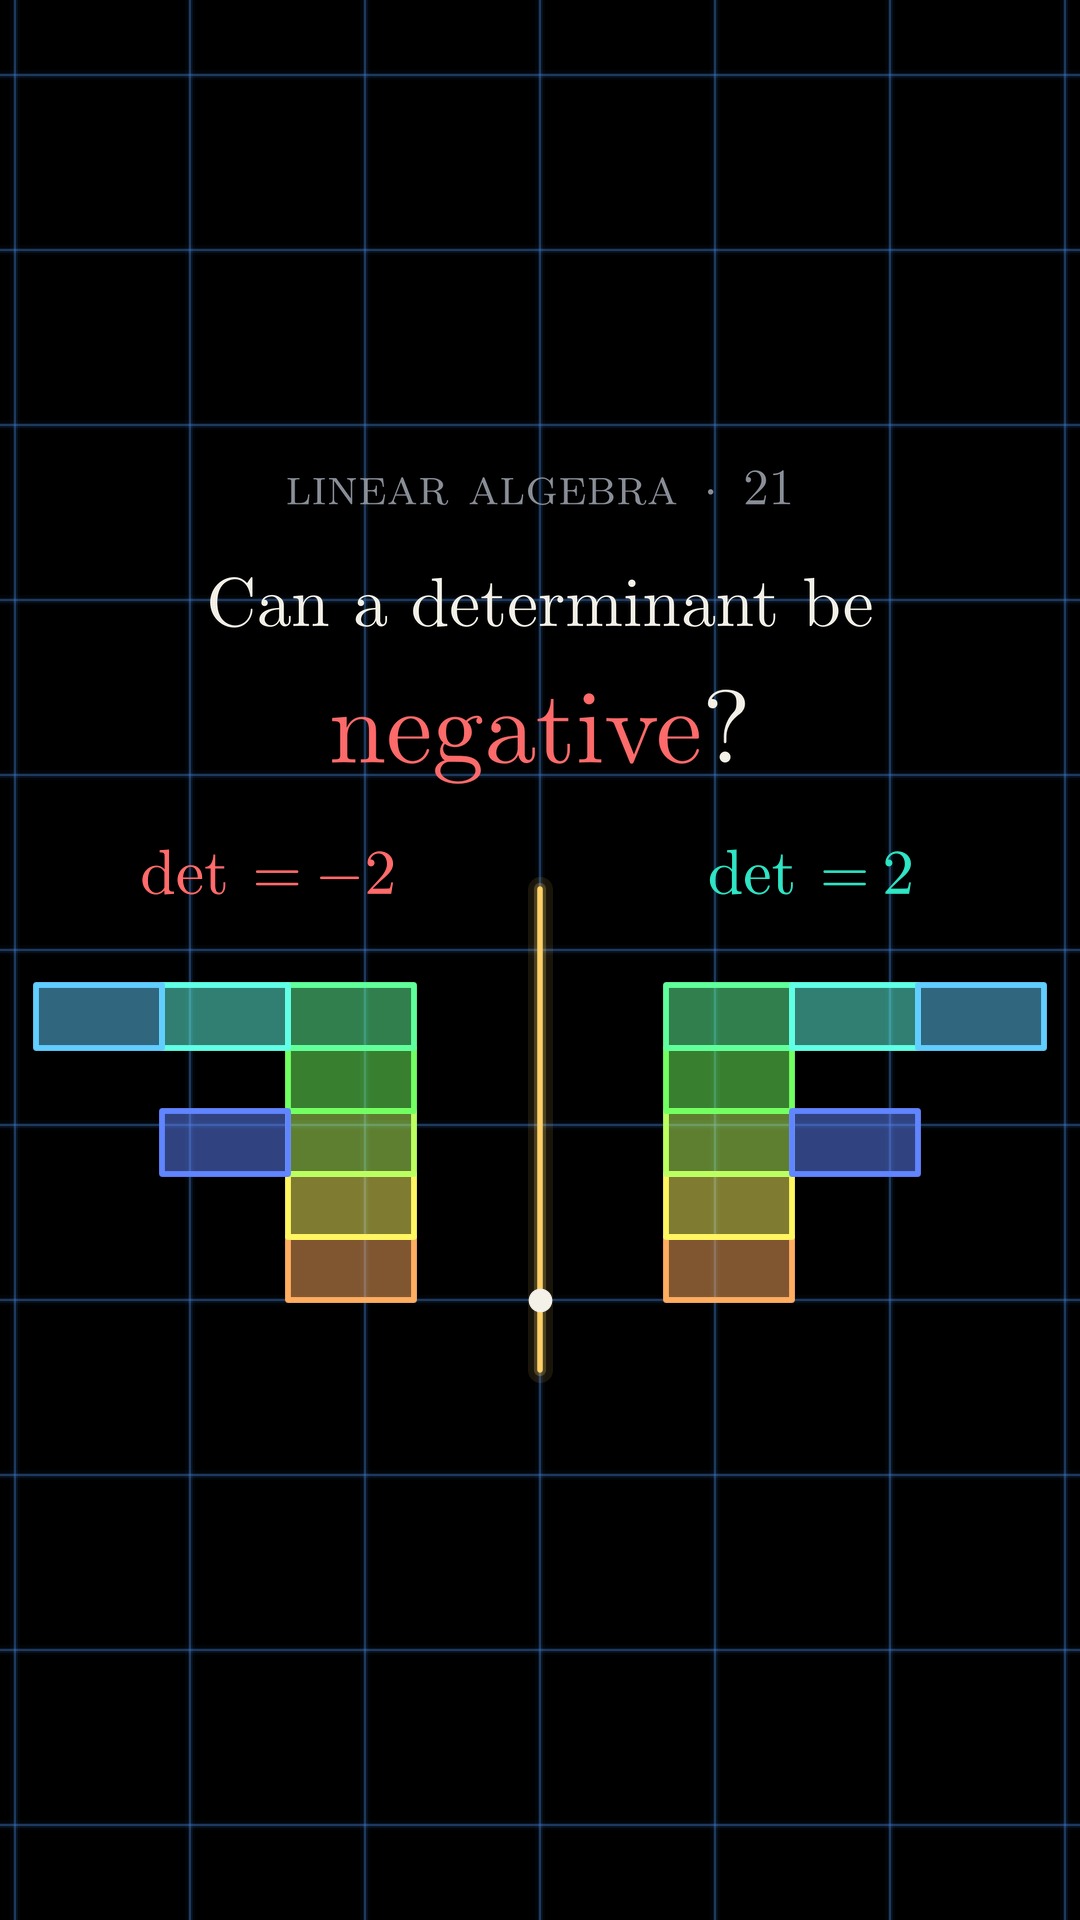 LINEAR ALGEBRA · 21
Can a determinant be
negative?
det = −2
det = 2